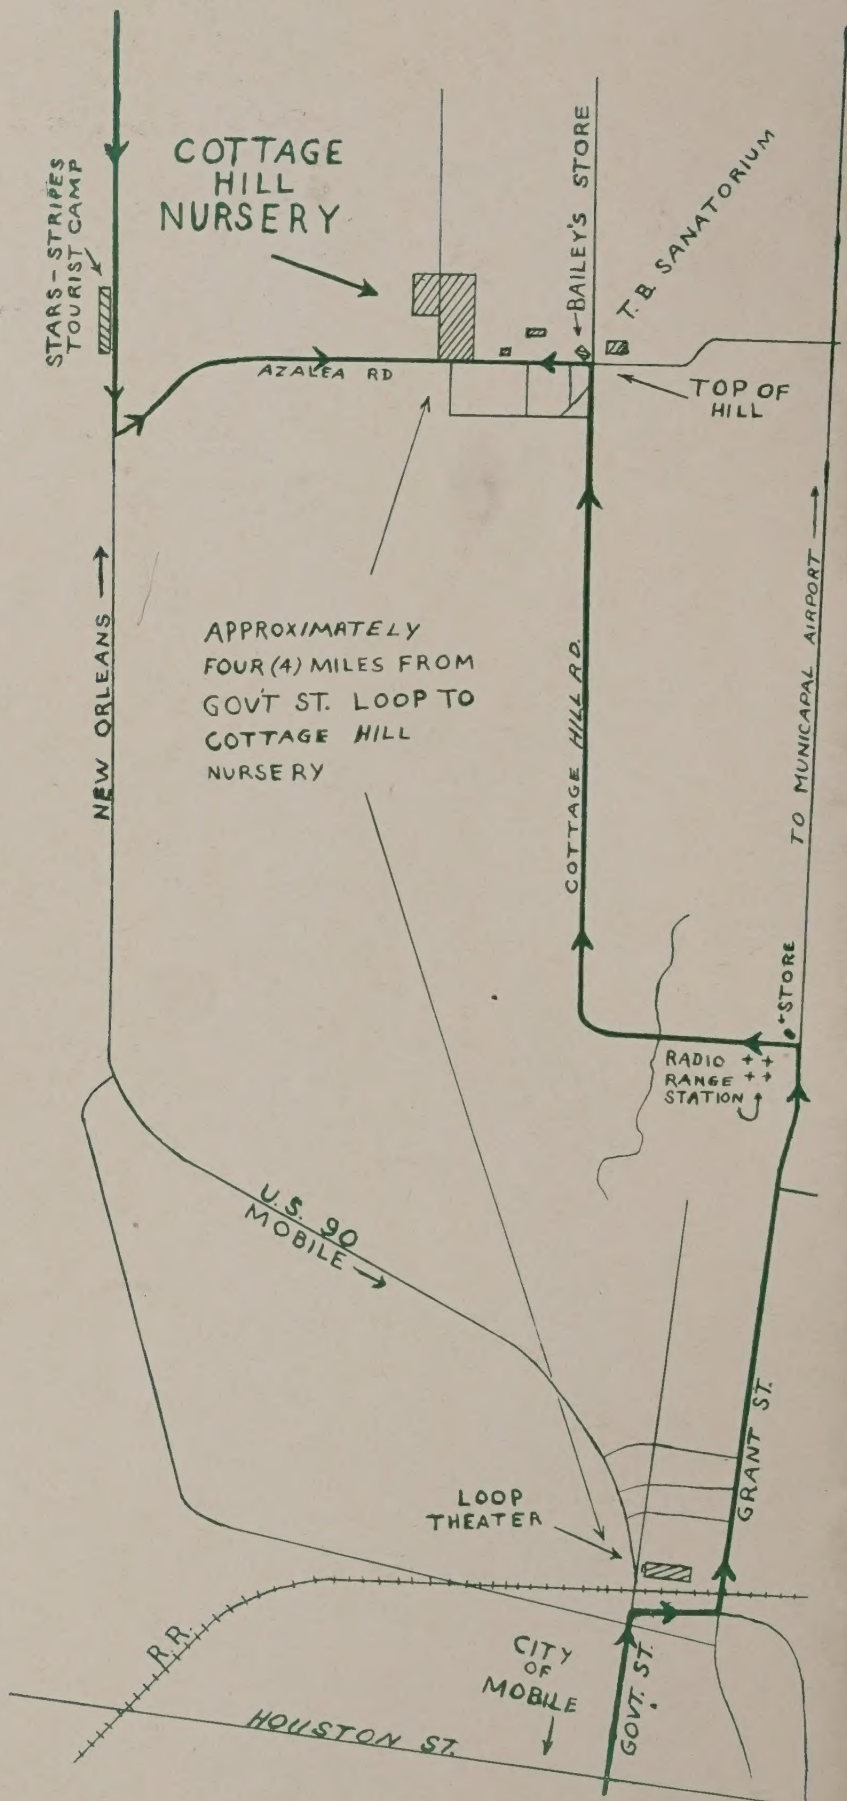 COTTAGE
HILL
NURSERY
STARS-STRIPES
TOURIST CAMP
BAILEY'S STORE
T.B. SANATORIUM
AZALEA RD
TOP OF
HILL
NEW ORLEANS
APPROXIMATELY
FOUR (4) MILES FROM
GOV'T ST. LOOP TO
COTTAGE HILL
NURSERY
COTTAGE HILL RD.
TO MUNICAPAL AIRPORT
STORE
RADIO
RANGE
STATION
U.S. 90
MOBILE
GRANT ST.
LOOP
THEATER
R.R.
CITY
OF
MOBILE
GOVT. ST.
HOUSTON ST.